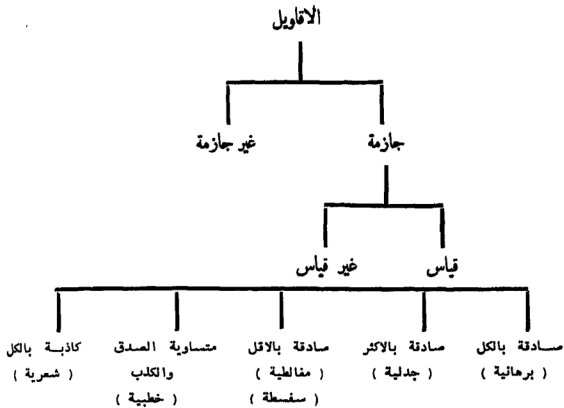 الاقاويل
جازمة
غير جازمة
قياس
غير قياس
صادقة بالكل
( برهانية )
صادقة بالاكثر
( جدلية )
صادقة بالاقل
( مغالطية )
( سفسطة )
متساوية الصدق
والكذب
( خطبية )
كاذبة بالكل
( شعرية )